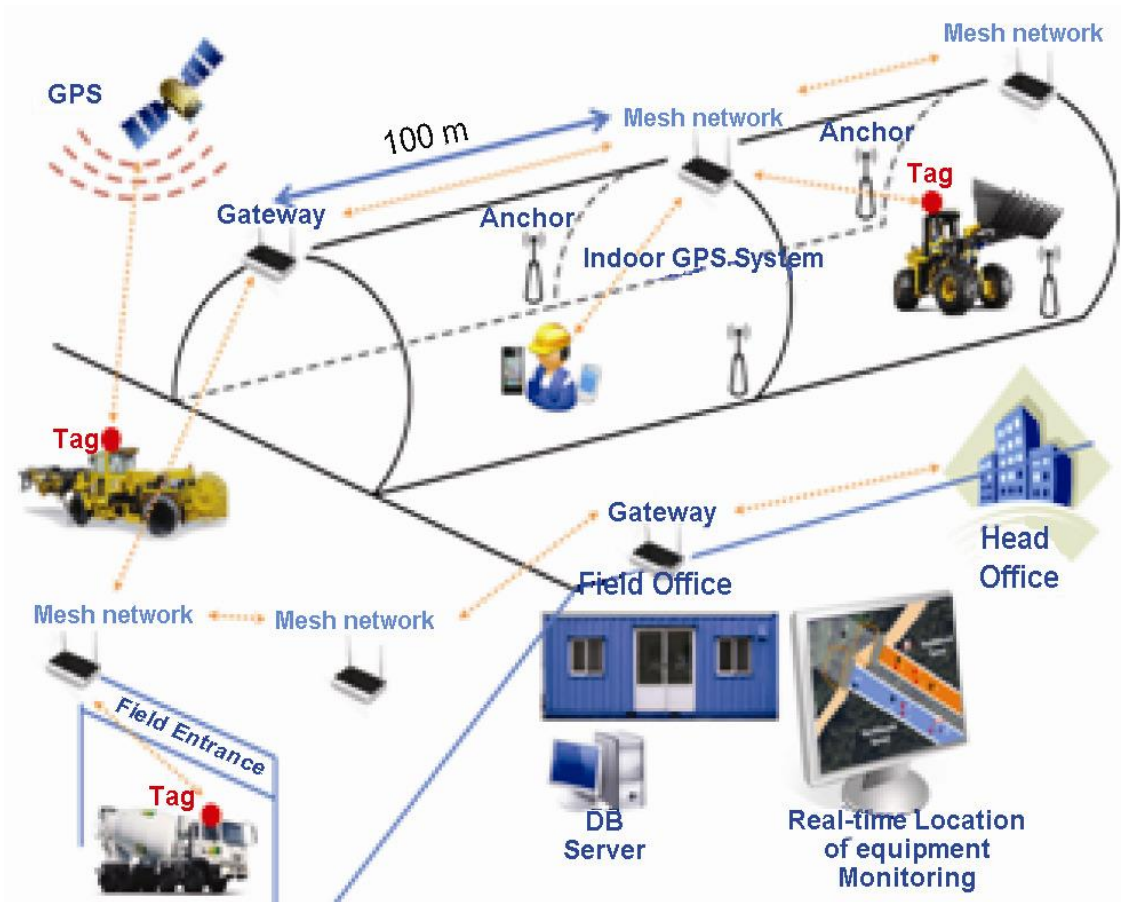 Mesh network
GPS
100 m
Mesh network
Anchor
Tag
Gateway
Anchor
Indoor GPS System
Tag
Gateway
Head
Office
Field Office
Mesh network
Mesh network
Field Entrance
Tag
DB
Server
Real-time Location
of equipment
Monitoring